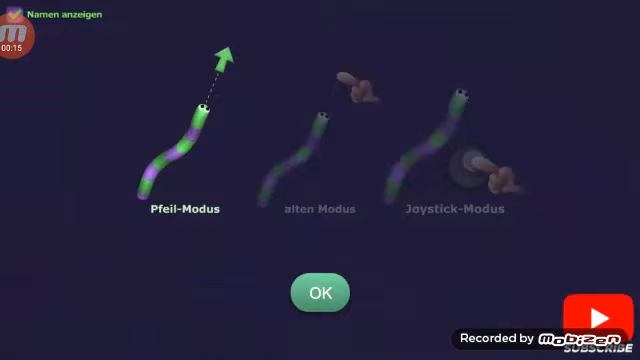 Namen anzeigen
00:15
Pfeil-Modus
alten Modus
Joystick-Modus
OK
SUBSCRIBE
Recorded by Mobizen